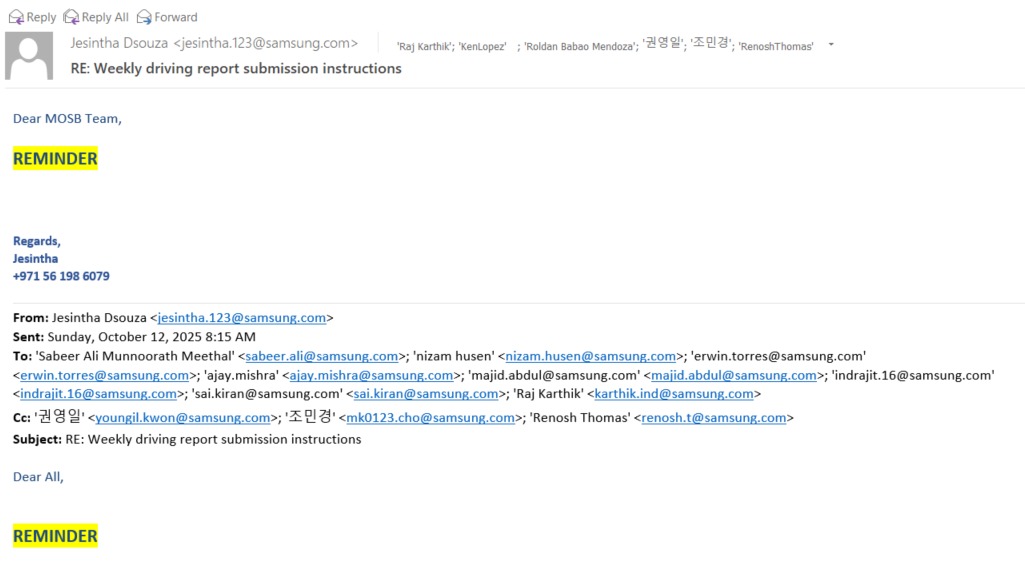 Reply Reply All Forward
Jesintha Dsouza <jesintha.123@samsung.com> 'Raj Karthik'; 'KenLopez' ; 'Roldan Babao Mendoza'; '권영일'; '조민경'; 'RenoshThomas'
RE: Weekly driving report submission instructions
Dear MOSB Team,
REMINDER
Regards,
Jesintha
+971 56 198 6079
From: Jesintha Dsouza <jesintha.123@samsung.com>
Sent: Sunday, October 12, 2025 8:15 AM
To: 'Sabeer Ali Munnoorath Meethal' <sabeer.ali@samsung.com>; 'nizam husen' <nizam.husen@samsung.com>; 'erwin.torres@samsung.com'
<erwin.torres@samsung.com>; 'ajay.mishra' <ajay.mishra@samsung.com>; 'majid.abdul@samsung.com' <majid.abdul@samsung.com>; 'indrajit.16@samsung.com'
<indrajit.16@samsung.com>; 'sai.kiran@samsung.com' <sai.kiran@samsung.com>; 'Raj Karthik' <karthik.ind@samsung.com>
Cc: '권영일' <youngil.kwon@samsung.com>; '조민경' <mk0123.cho@samsung.com>; 'Renosh Thomas' <renosh.t@samsung.com>
Subject: RE: Weekly driving report submission instructions
Dear All,
REMINDER